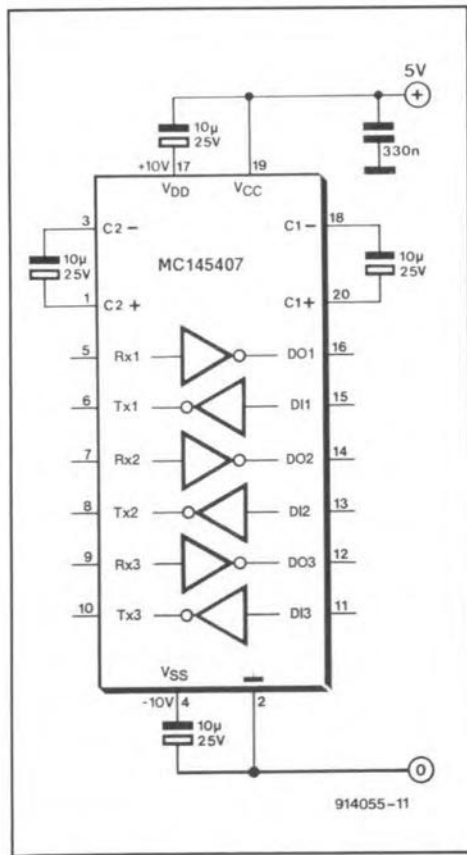 5V
+
10µ
25V
330n
+10V 17
19
VDD
VCC
3
C2 -
C1 -
18
10µ
25V
MC145407
10µ
25V
1
C2 +
C1+
20
5
Rx1
DO1
16
6
Tx1
DI1
15
7
Rx2
DO2
14
8
Tx2
DI2
13
9
Rx3
DO3
12
10
Tx3
DI3
11
VSS
-10V 4
2
10µ
25V
0
914055-11